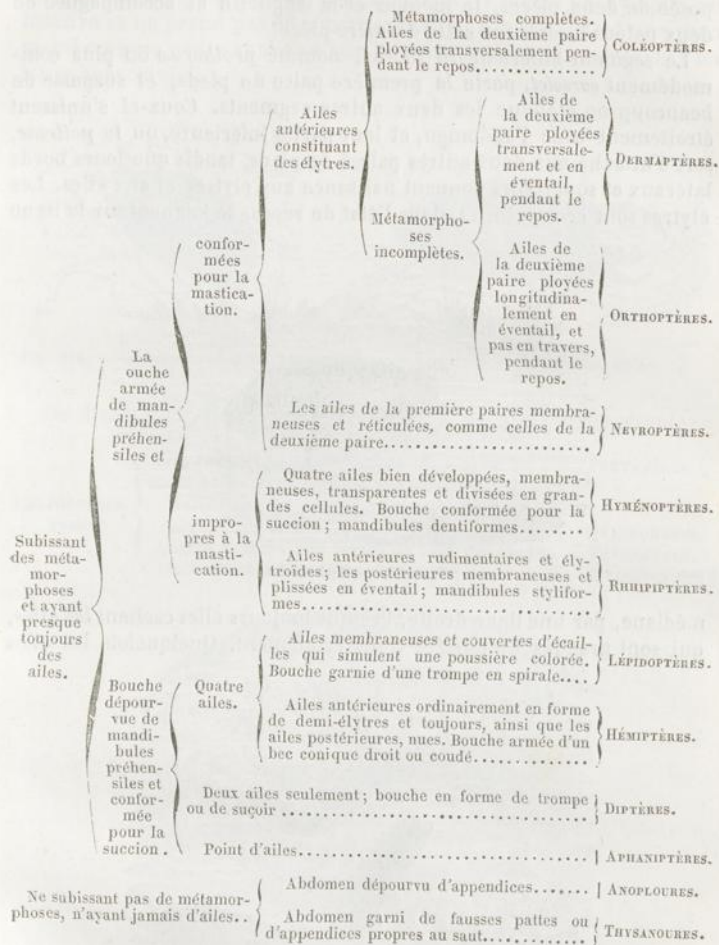 Métamorphoses complètes.
Ailes de la deuxième paire
ployées transversalement pen-
dant le repos............... COLÉOPTÈRES.
Ailes
antérieures
constituant
des élytres.
Ailes de
la deuxième
paire ployées
transversale-
ment et en
éventail,
pendant le
repos.
DERMAPTÈRES.
Métamorpho-
ses
incomplètes.
Ailes de
la deuxième
paire ployées
longitudina-
lement en
éventail, et
pas en travers,
pendant le
repos.
ORTHOPTÈRES.
confor-
mées
pour la
mastica-
tion.
La
ouche
armée
de man-
dibules
préhen-
siles et
Les ailes de la première paires membra-
neuses et réticulées, comme celles de la
deuxième paire........................ NEVROPTÈRES.
Quatre ailes bien développées, membra-
neuses, transparentes et divisées en gran-
des cellules. Bouche conformée pour la
succion ; mandibules dentiformes........ HYMÉNOPTÈRES.
impro-
pres à la
masti-
cation.
Ailes antérieures rudimentaires et ély-
troïdes ; les postérieures membraneuses et
plissées en éventail ; mandibules stylifor-
mes.............................. RHIPIPTÈRES.
Subissant
des méta-
mor-
phoses
et ayant
presque
toujours
des
ailes.
Ailes membraneuses et couvertes d'écail-
les qui simulent une poussière colorée.
Bouche garnie d'une trompe en spirale.... LÉPIDOPTÈRES.
Bouche
dépour-
vue de
mandi-
bules
préhen-
siles et
confor-
mée
pour la
succion.
Quatre
ailes.
Ailes antérieures ordinairement en forme
de demi-élytres et toujours, ainsi que les
ailes postérieures, nues. Bouche armée d'un
bec conique droit ou coudé.............. HÉMIPTÈRES.
Deux ailes seulement ; bouche en forme de trompe
ou de suçoir .............................. DIPTÈRES.
Point d'ailes.............................. APHANIPTÈRES.
Ne subissant pas de métamor-
phoses, n'ayant jamais d'ailes..
Abdomen dépourvu d'appendices....... ANOPLOURES.
Abdomen garni de fausses pattes ou
d'appendices propres au saut............ THYSANOURES.